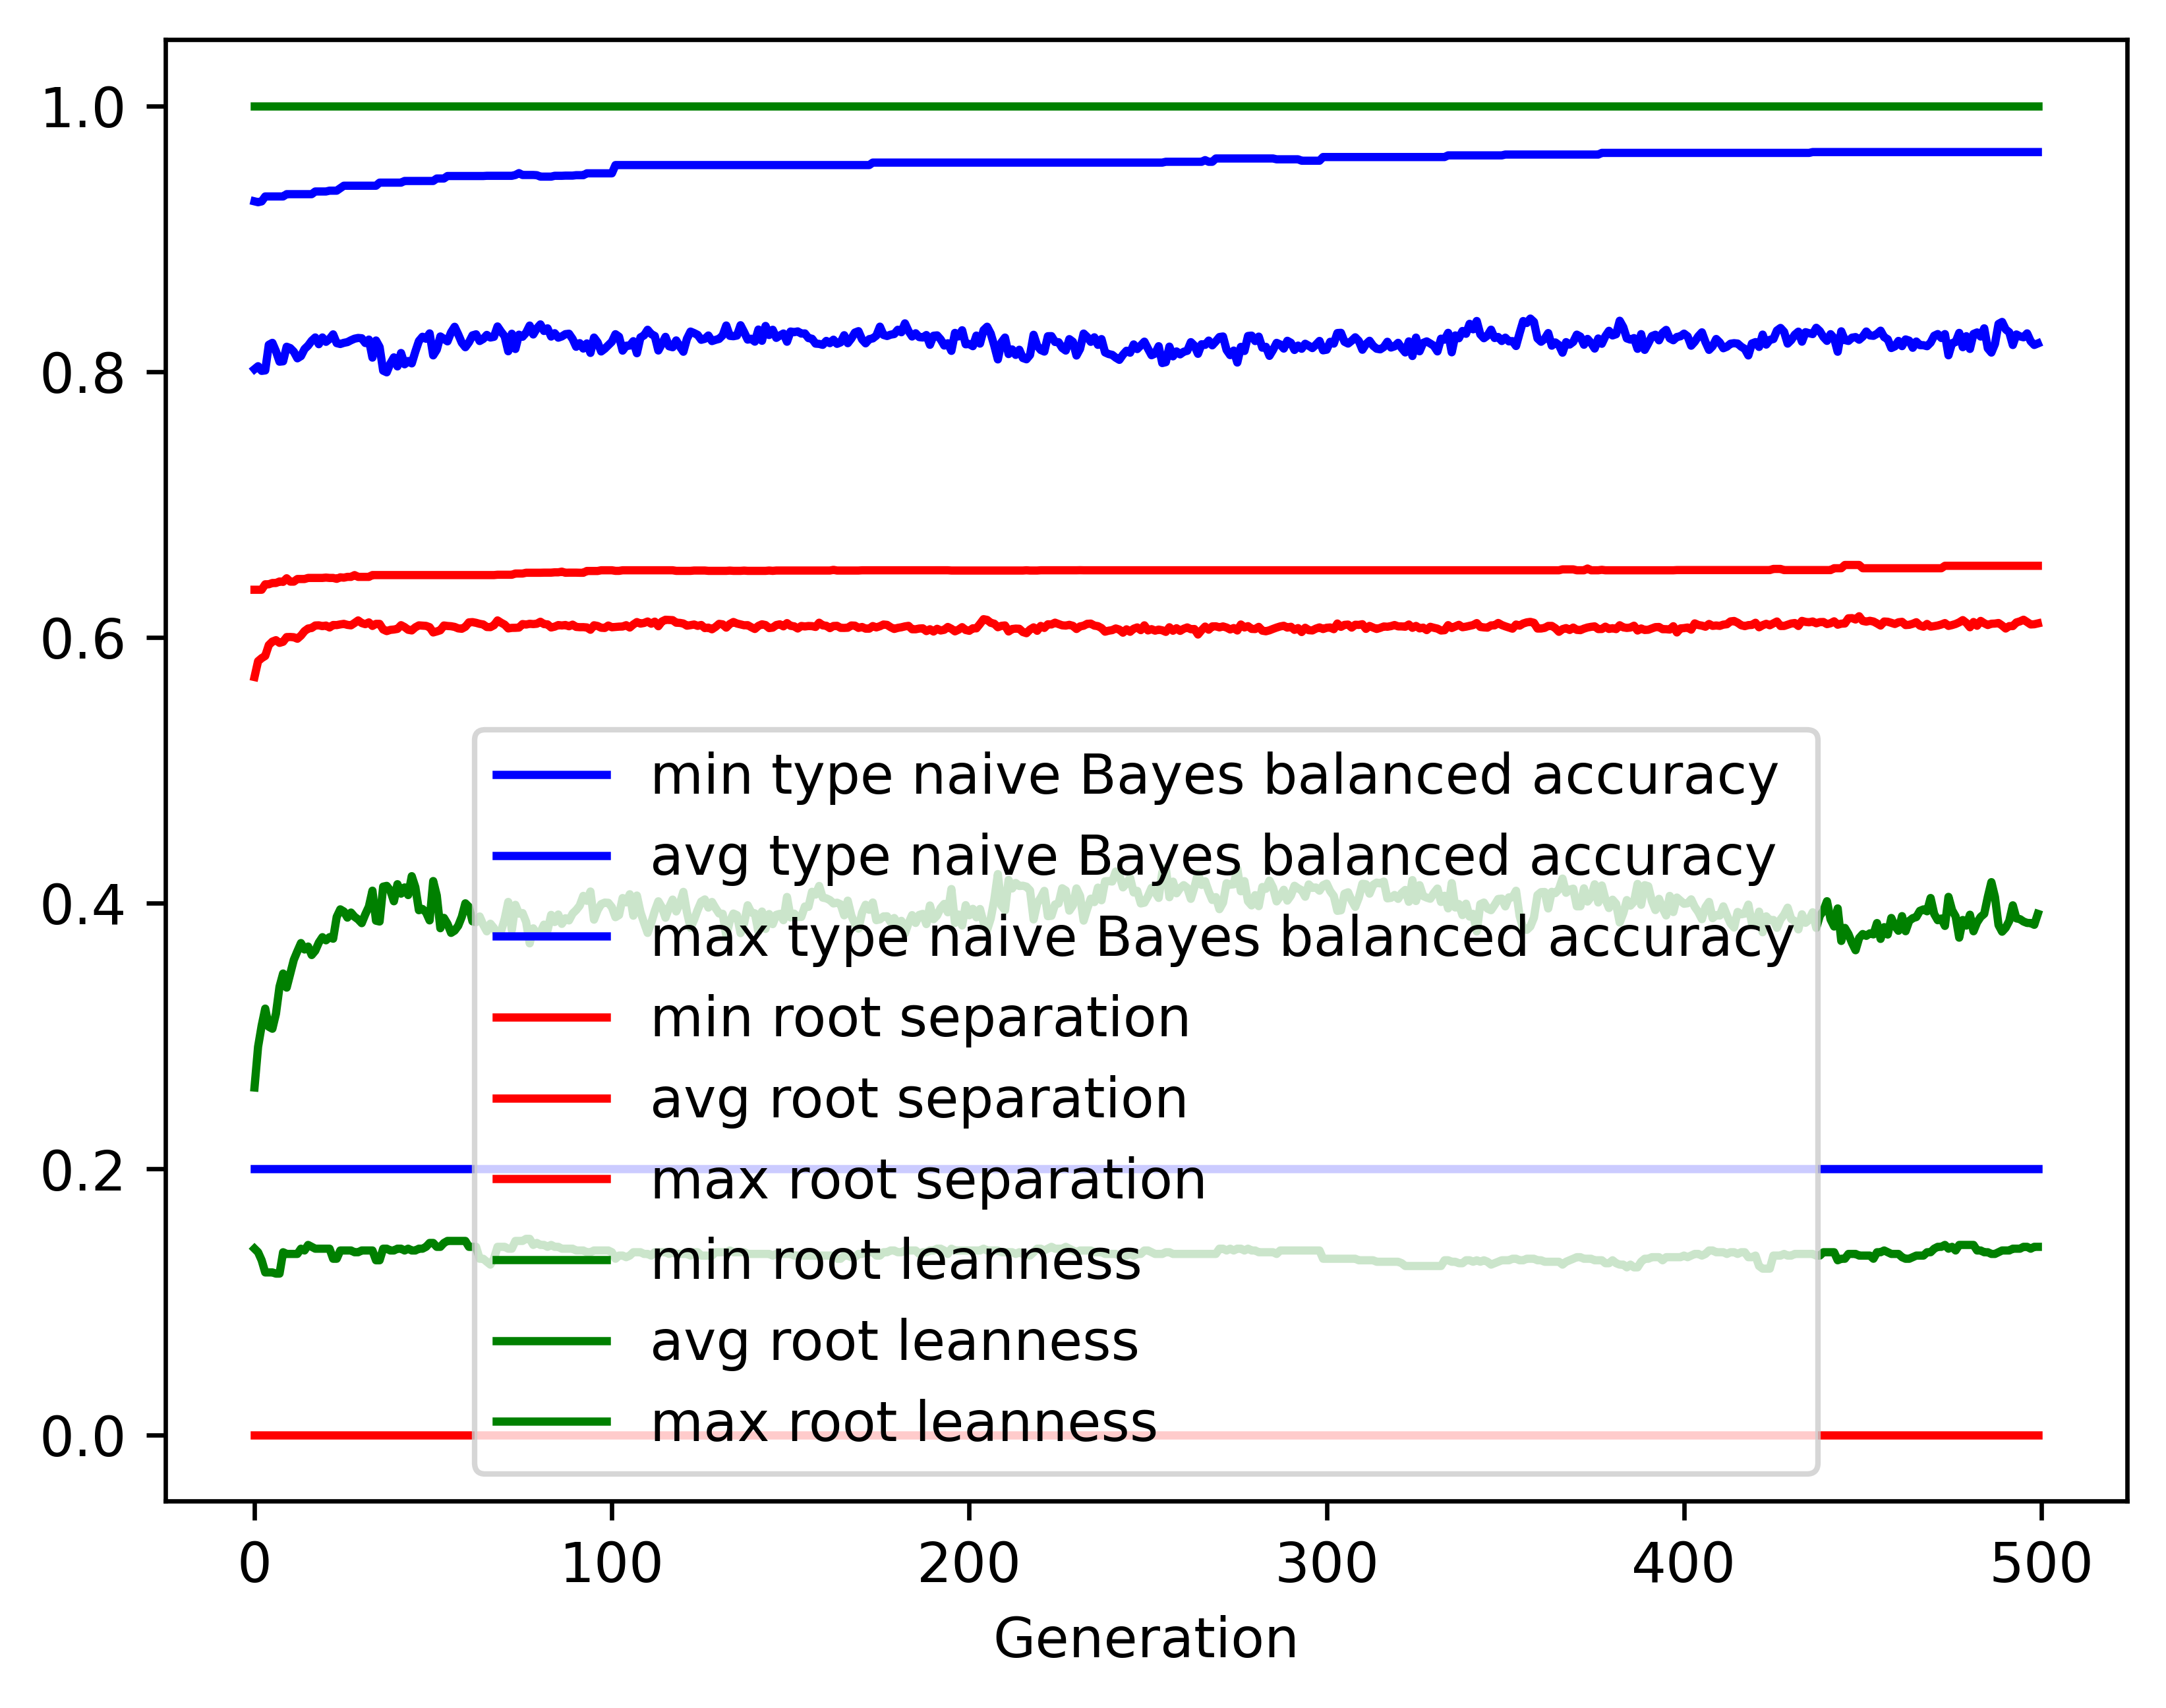 1.0
0.8
0.6
0.4
0.2
0.0
min type naive Bayes balanced accuracy
avg type naive Bayes balanced accuracy
max type naive Bayes balanced accuracy
min root separation
avg root separation
max root separation
min root leanness
avg root leanness
max root leanness
0 100 200 300 400 500
Generation